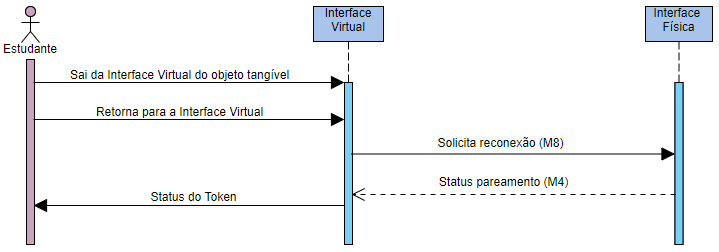 Interface
Virtual
Interface
Física
Estudante
Sai da Interface Virtual do objeto tangível
Retorna para a Interface Virtual
Solicita reconexão (M8)
Status pareamento (M4)
Status do Token